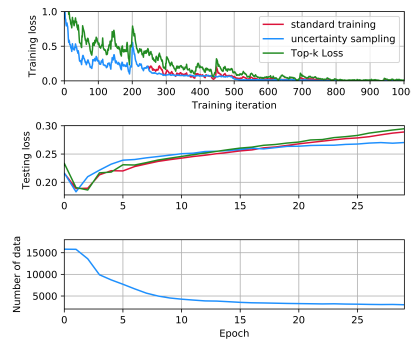 Training loss
1.0
0.5
0.0
standard training
uncertainty sampling
Top-k Loss
0 100 200 300 400 500 600 700 800 900 1000
Training iteration
Testing loss
0.30
0.25
0.20
0 5 10 15 20 25
Number of data
15000
10000
5000
0 5 10 15 20 25
Epoch